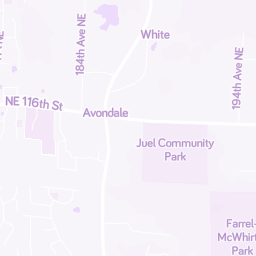 White
184th Ave NE
194th Ave NE
NE 116th St
Avondale
Juel Community
Park
Farrel-
McWhirt
Park